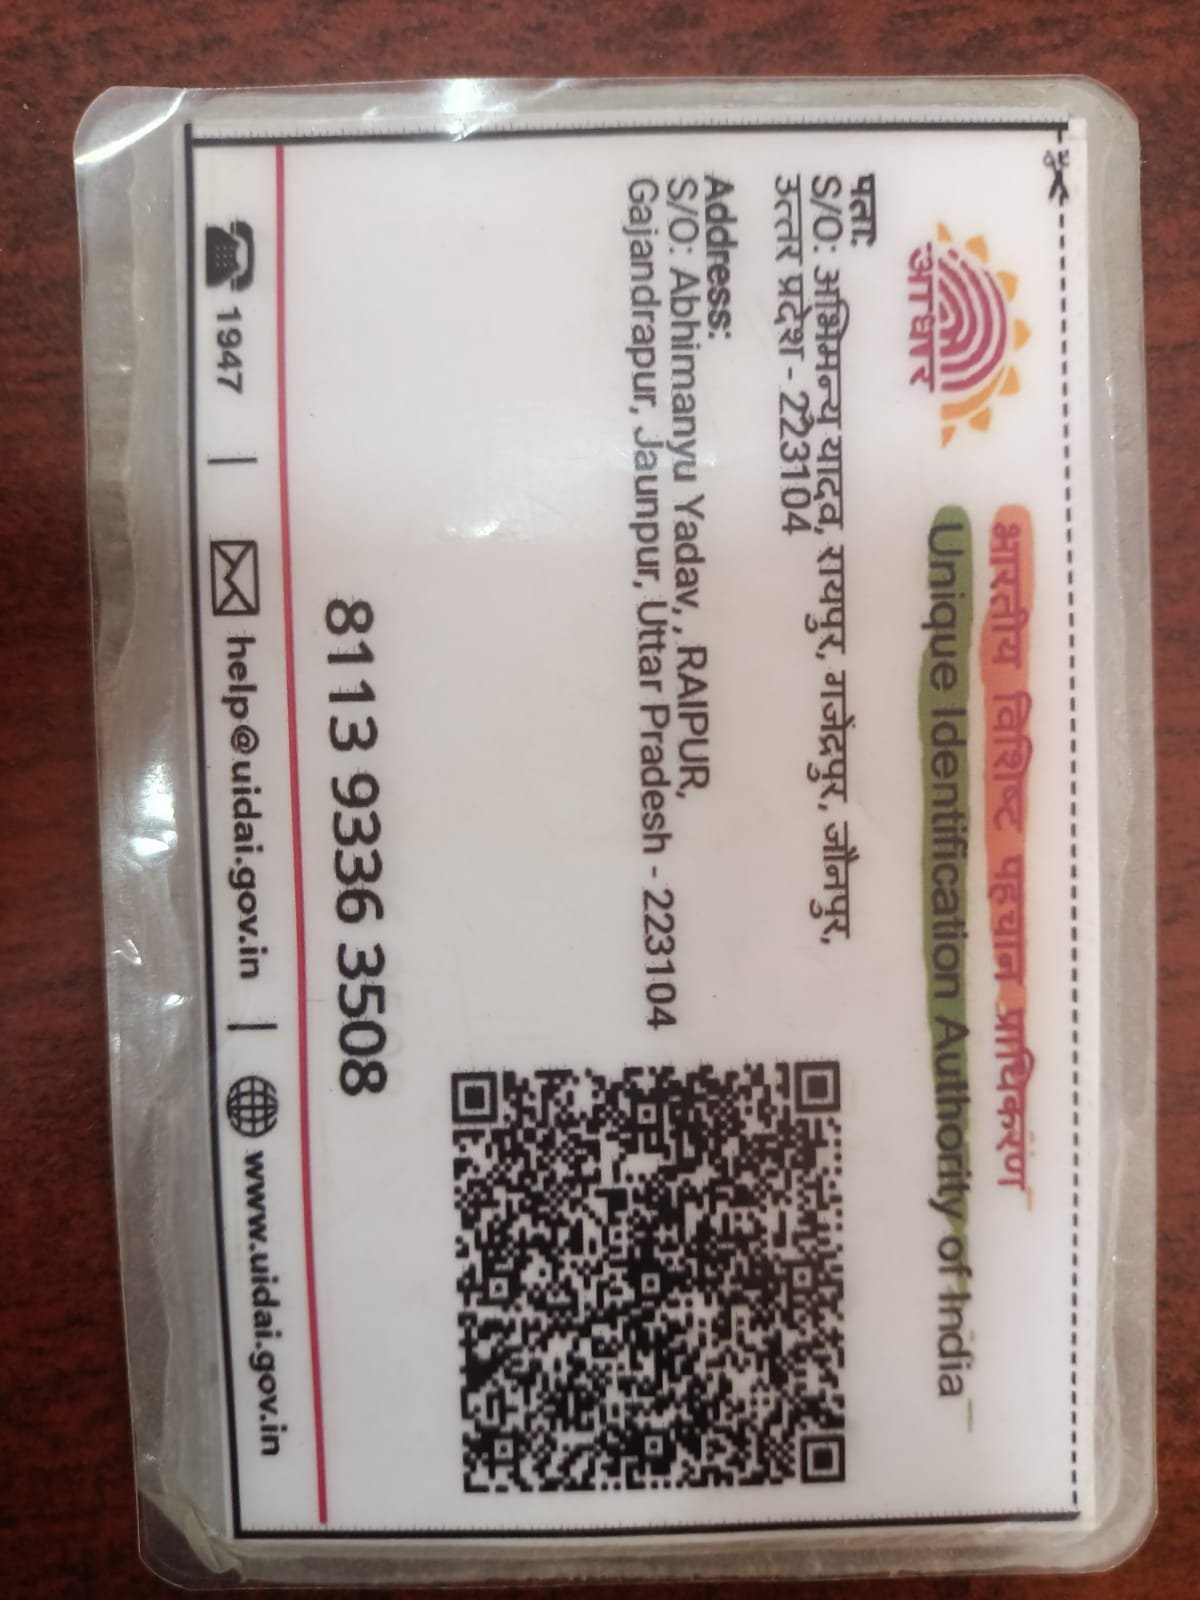 भारतीय विशिष्ट पहचान प्राधिकरण
Unique Identification Authority of India
आधार
पता:
S/O: अभिमन्यु यादव, रायपुर, गजेंद्रपुर, जौनपुर,
उत्तर प्रदेश - 223104
Address:
S/O: Abhimanyu Yadav, , RAIPUR,
Gajandrapur, Jaunpur, Uttar Pradesh - 223104
8113 9336 3508
1947 | help@uidai.gov.in | www.uidai.gov.in